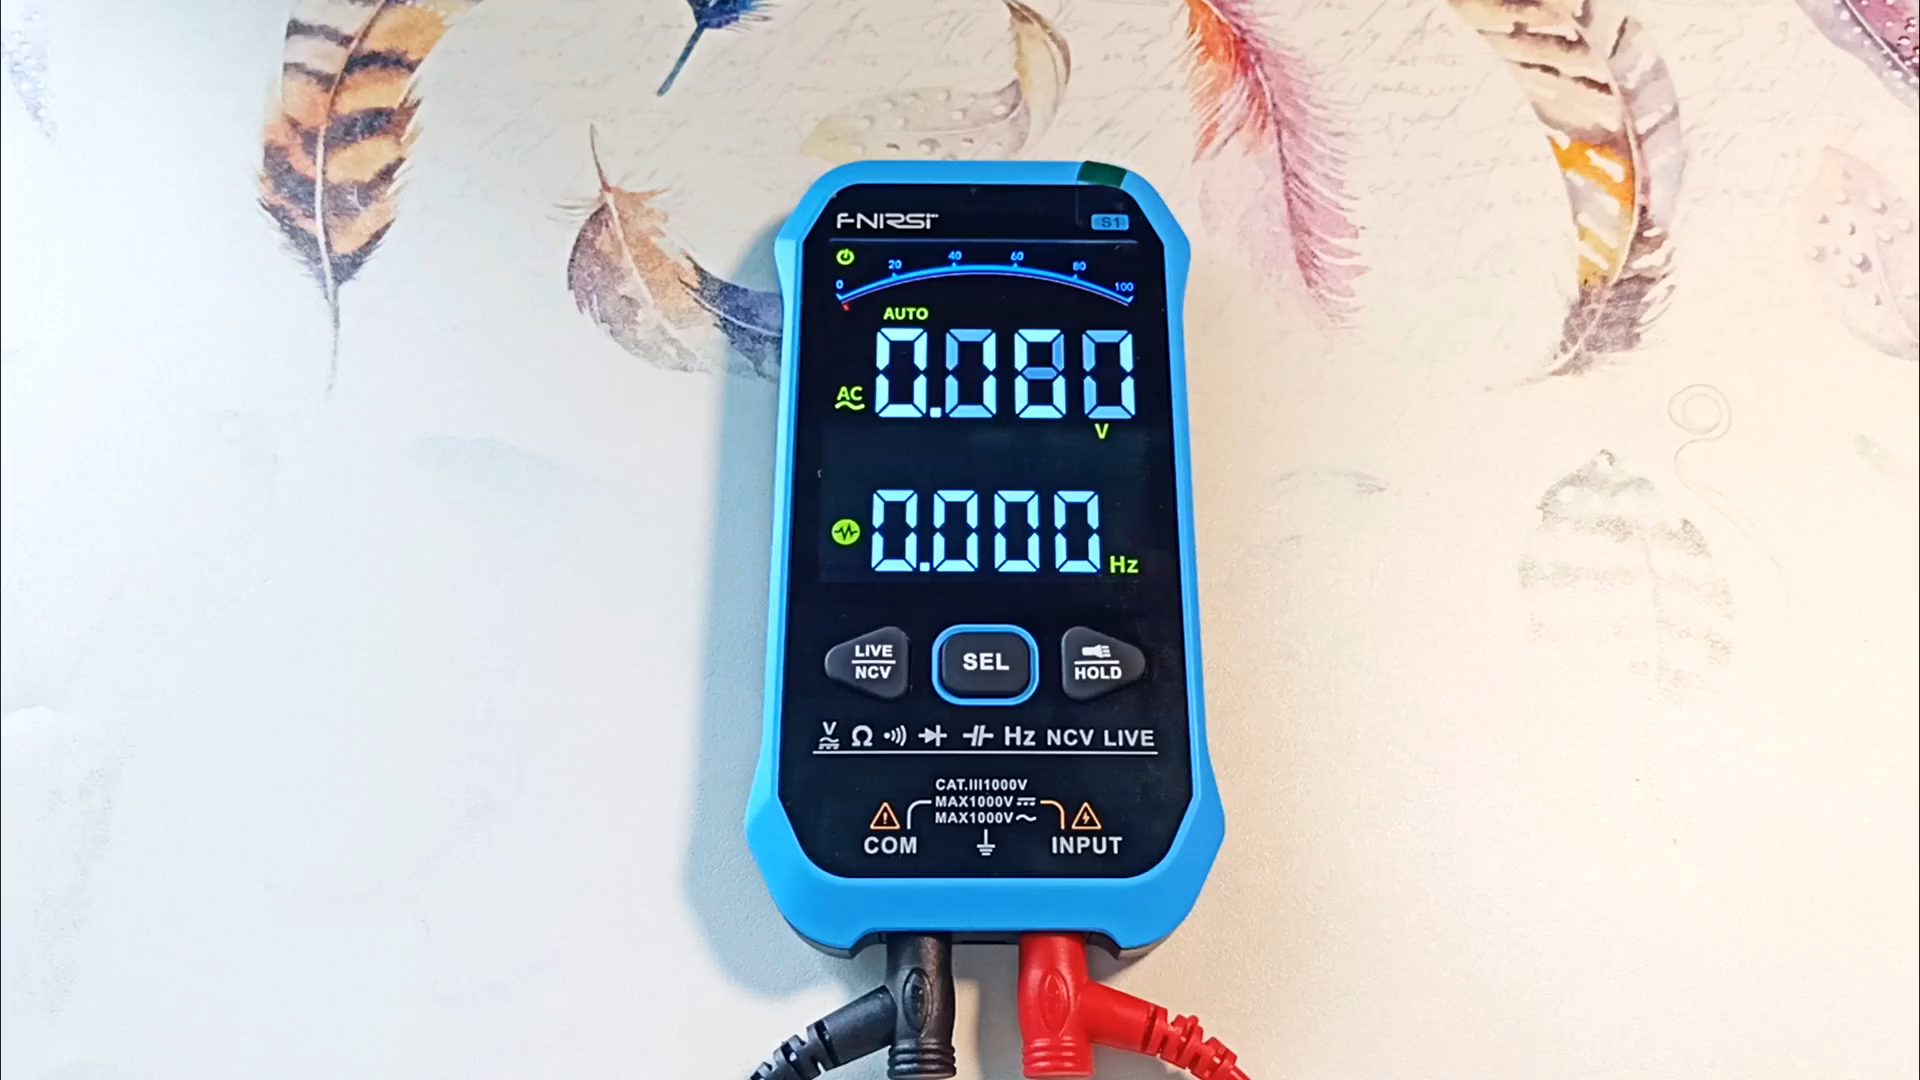 FNIRSI
S1
0 20 40 60 80 100
AUTO
AC
0.080
V
0.000
Hz
LIVE
NCV
SEL
HOLD
V Ω Hz NCV LIVE
CAT.III1000V
MAX1000V
MAX1000V
COM
INPUT